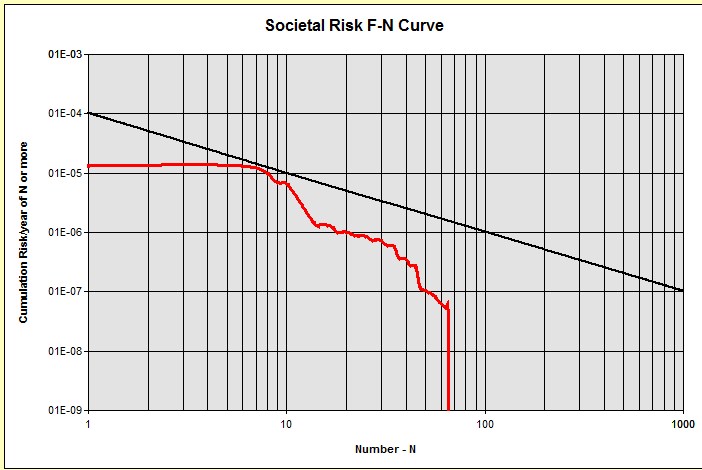 Societal Risk F-N Curve
Cumulation Risk/year of N or more
01E-03
01E-04
01E-05
01E-06
01E-07
01E-08
01E-09
1 10 100 1000
Number - N